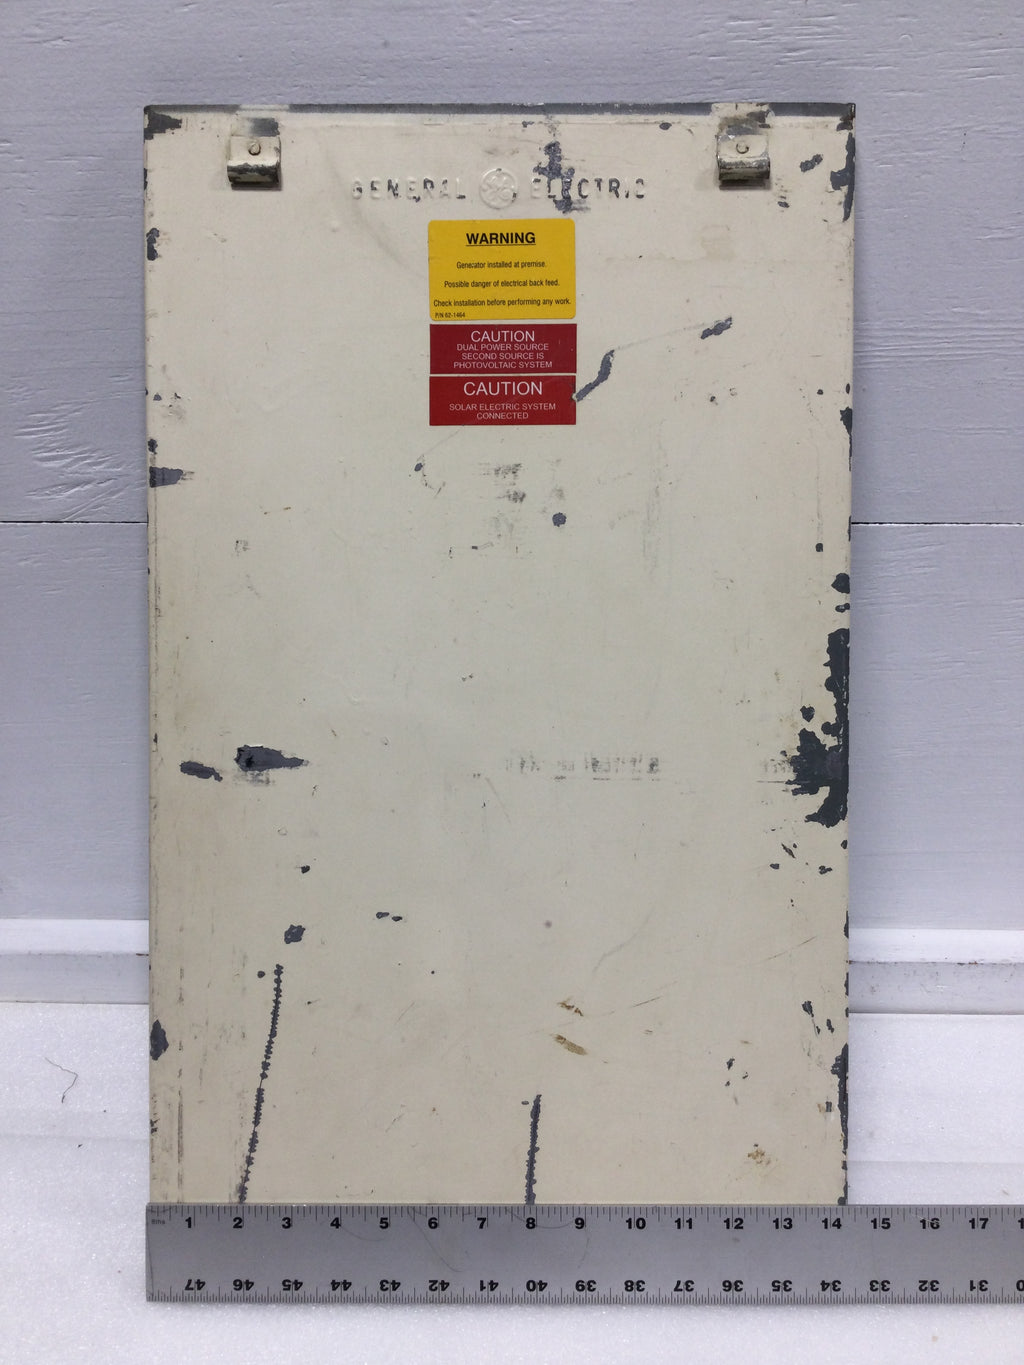 GENERAL GE ELECTRIC
WARNING
Generator installed at premise.
Possible danger of electrical back feed.
Check installation before performing any work.
P/N 62-1464
CAUTION
DUAL POWER SOURCE
SECOND SOURCE IS
PHOTOVOLTAIC SYSTEM
CAUTION
SOLAR ELECTRIC SYSTEM
CONNECTED
1 2 3 4 5 6 7 8 9 10 11 12 13 14 15 16 17
47 46 45 44 43 42 41 40 39 38 37 36 35 34 33 32 31